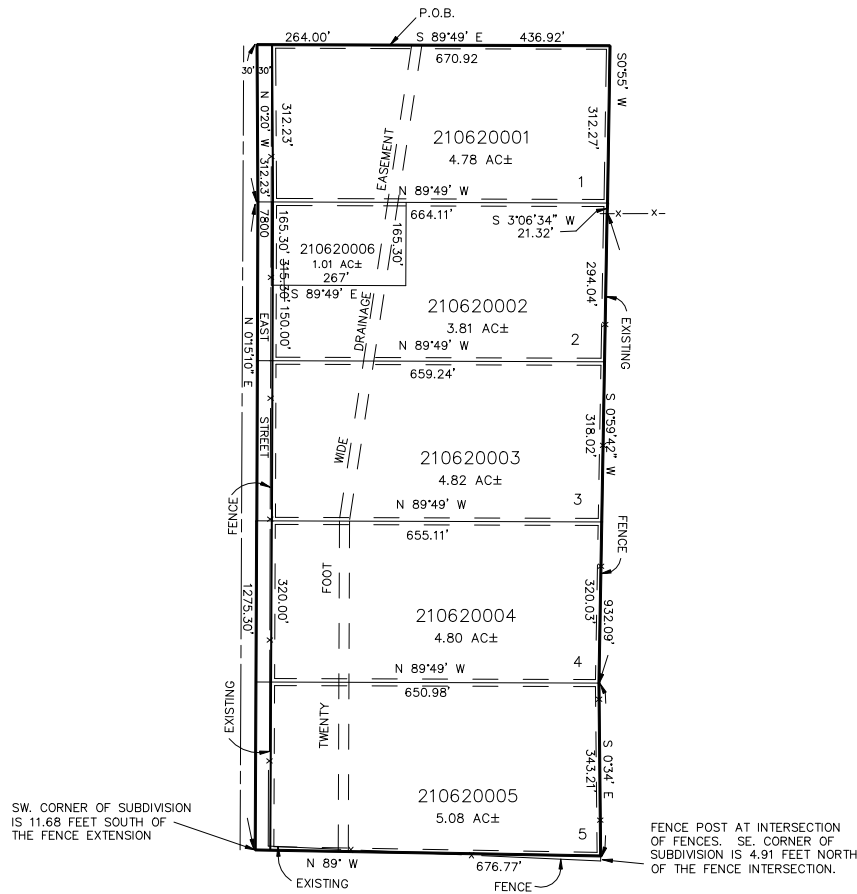 P.O.B.
264.00' S 89°49' E 436.92'
670.92
30' 30'
N 0°20' W 312.23'
312.23'
312.27'
S0°55' W
EASEMENT
210620001
4.78 AC±
1
N 89°49' W
664.11'
S 3°06'34" W
21.32'
7800
EAST
STREET
165.30'
315.30'
150.00'
165.30'
210620006
1.01 AC±
267'
S 89°49' E
294.04'
EXISTING
210620002
3.81 AC±
DRAINAGE
2
N 89°49' W
659.24'
N 0°15'10" E
1275.30'
S 0°59'42" W
932.09'
318.02'
WIDE
210620003
4.82 AC±
3
N 89°49' W
655.11'
FENCE
FENCE
FOOT
320.00'
320.03'
210620004
4.80 AC±
4
N 89°49' W
650.98'
EXISTING
TWENTY
343.21'
S 0°34' E
210620005
5.08 AC±
5
SW. CORNER OF SUBDIVISION
IS 11.68 FEET SOUTH OF
THE FENCE EXTENSION
N 89° W
676.77'
EXISTING
FENCE
FENCE POST AT INTERSECTION
OF FENCES. SE. CORNER OF
SUBDIVISION IS 4.91 FEET NORTH
OF THE FENCE INTERSECTION.